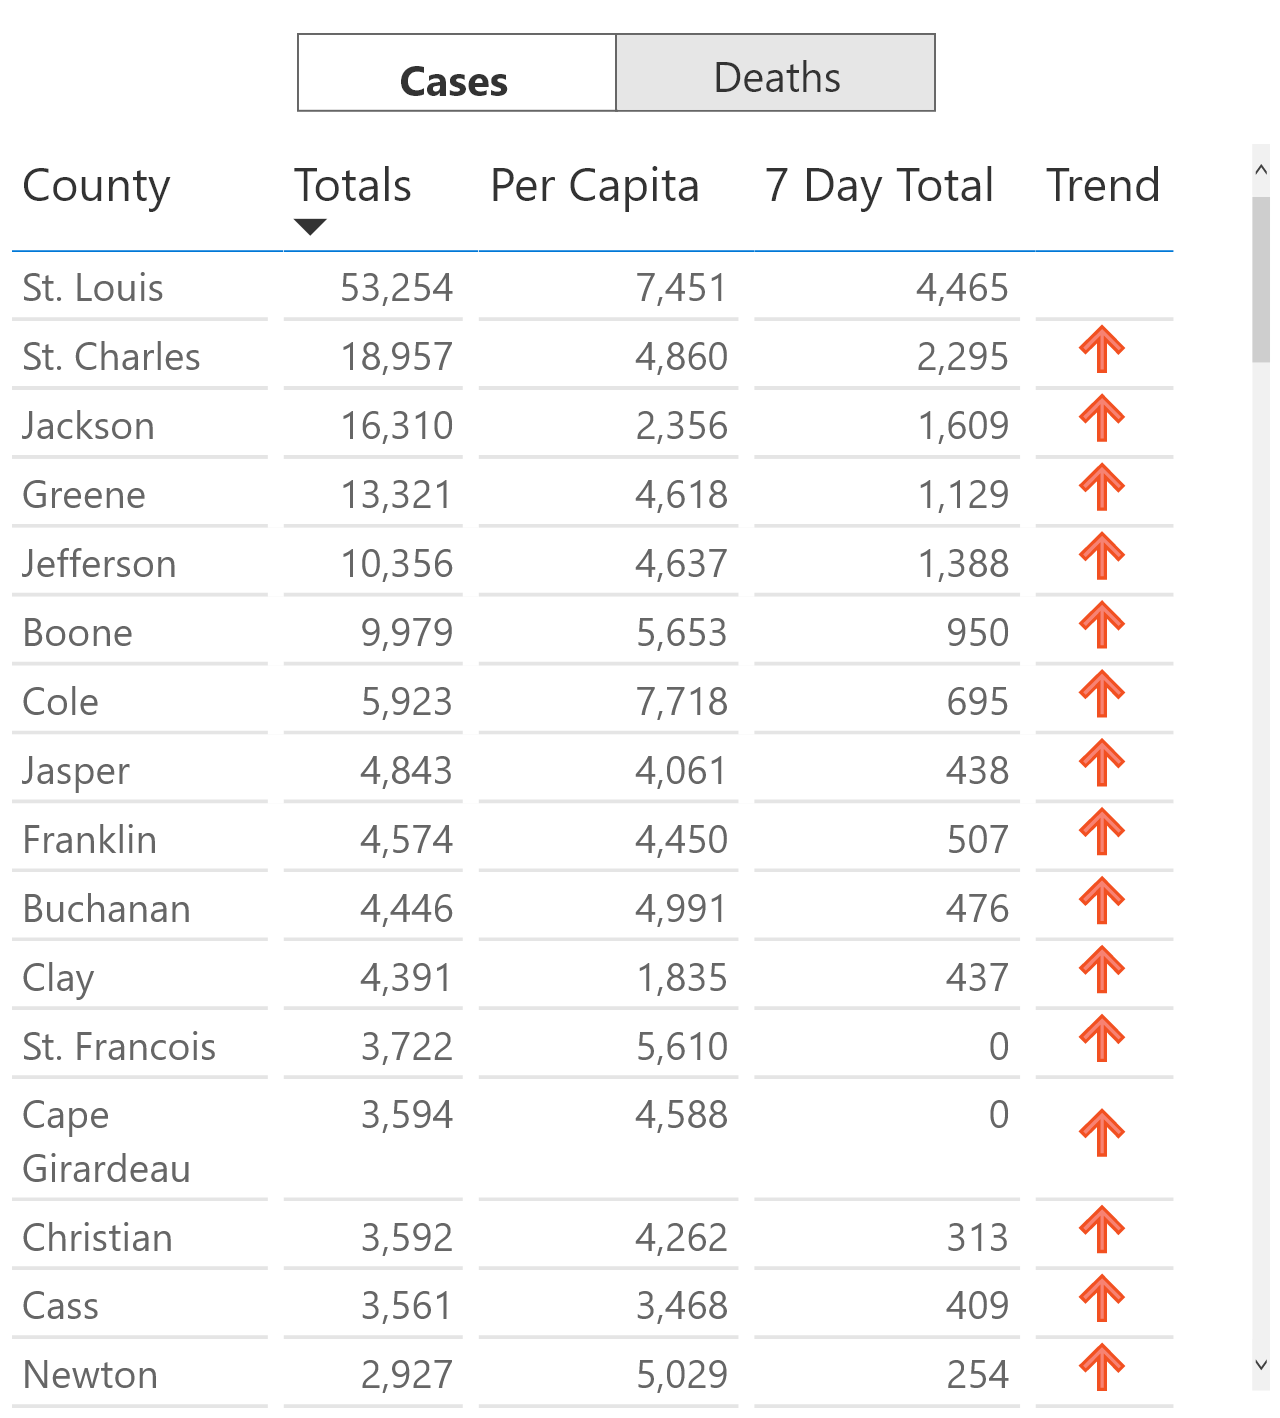 Cases Deaths
County Totals Per Capita 7 Day Total Trend
St. Louis 53,254 7,451 4,465
St. Charles 18,957 4,860 2,295
Jackson 16,310 2,356 1,609
Greene 13,321 4,618 1,129
Jefferson 10,356 4,637 1,388
Boone 9,979 5,653 950
Cole 5,923 7,718 695
Jasper 4,843 4,061 438
Franklin 4,574 4,450 507
Buchanan 4,446 4,991 476
Clay 4,391 1,835 437
St. Francois 3,722 5,610 0
Cape 3,594 4,588 0
Girardeau
Christian 3,592 4,262 313
Cass 3,561 3,468 409
Newton 2,927 5,029 254